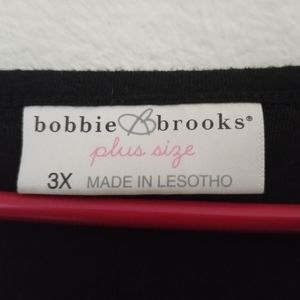 bobbie B brooks®
plus size
3X MADE IN LESOTHO